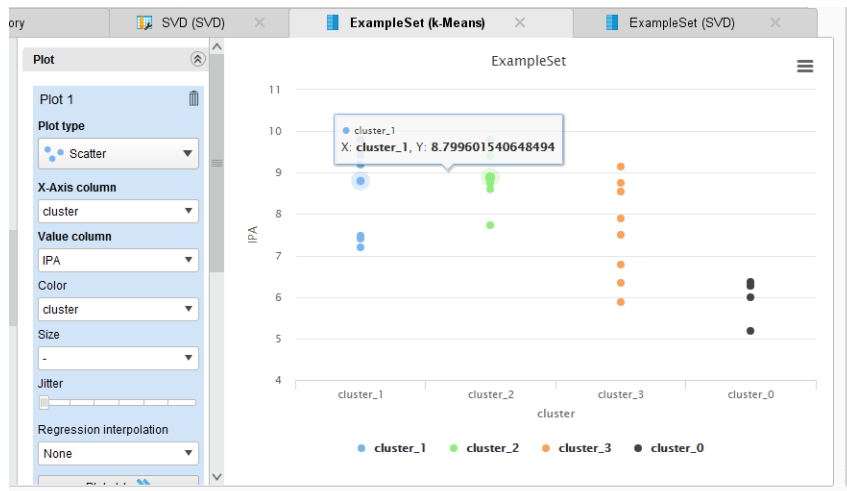 ory
SVD (SVD)
ExampleSet (k-Means)
ExampleSet (SVD)
Plot
Plot 1
Plot type
Scatter
X-Axis column
cluster
Value column
IPA
Color
cluster
Size
-
Jitter
Regression interpolation
None
ExampleSet
11
10
9
8
7
6
5
4
IPA
cluster_1
X: cluster_1, Y: 8.799601540648494
cluster_1 cluster_2 cluster_3 cluster_0
cluster
cluster_1 cluster_2 cluster_3 cluster_0